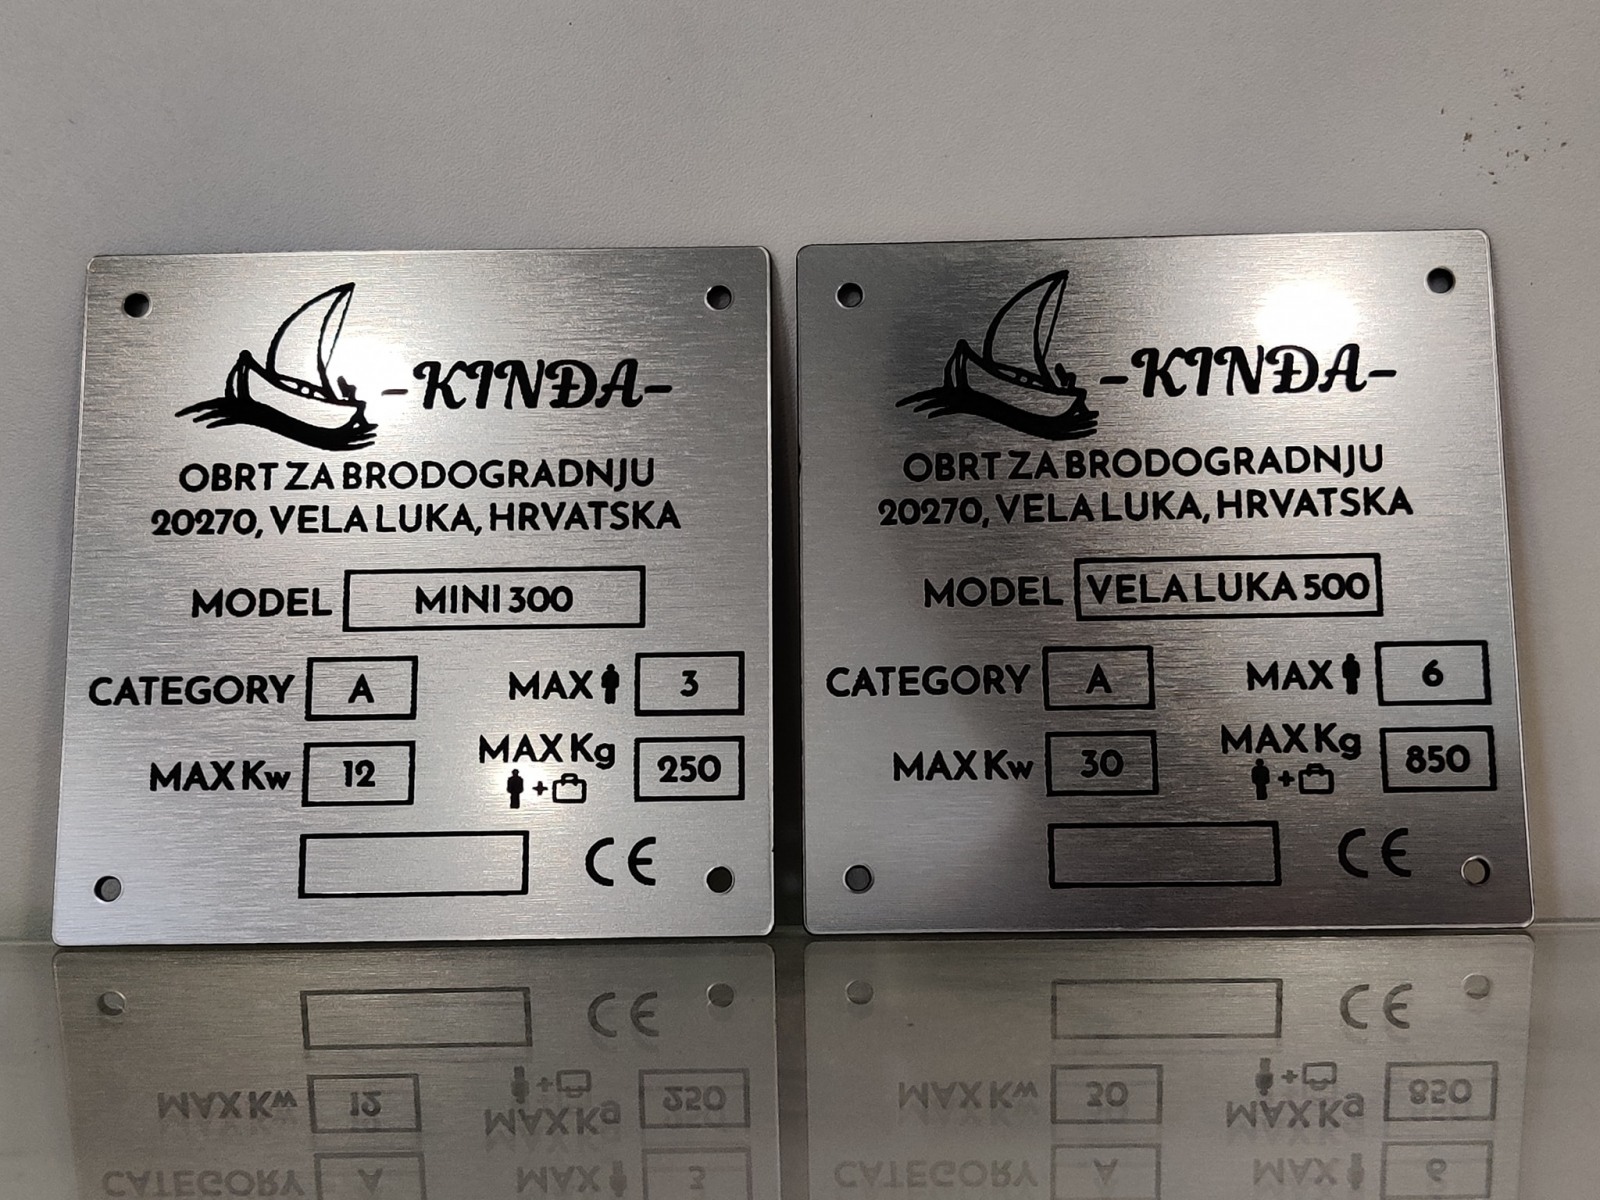 -KINĐA-
OBRT ZA BRODOGRADNJU
20270, VELA LUKA, HRVATSKA
MODEL MINI 300
CATEGORY A MAX 3
MAX Kw 12 MAX Kg 250
CE
-KINĐA-
OBRT ZA BRODOGRADNJU
20270, VELA LUKA, HRVATSKA
MODEL VELA LUKA 500
CATEGORY A MAX 6
MAX Kw 30 MAX Kg 850
CE